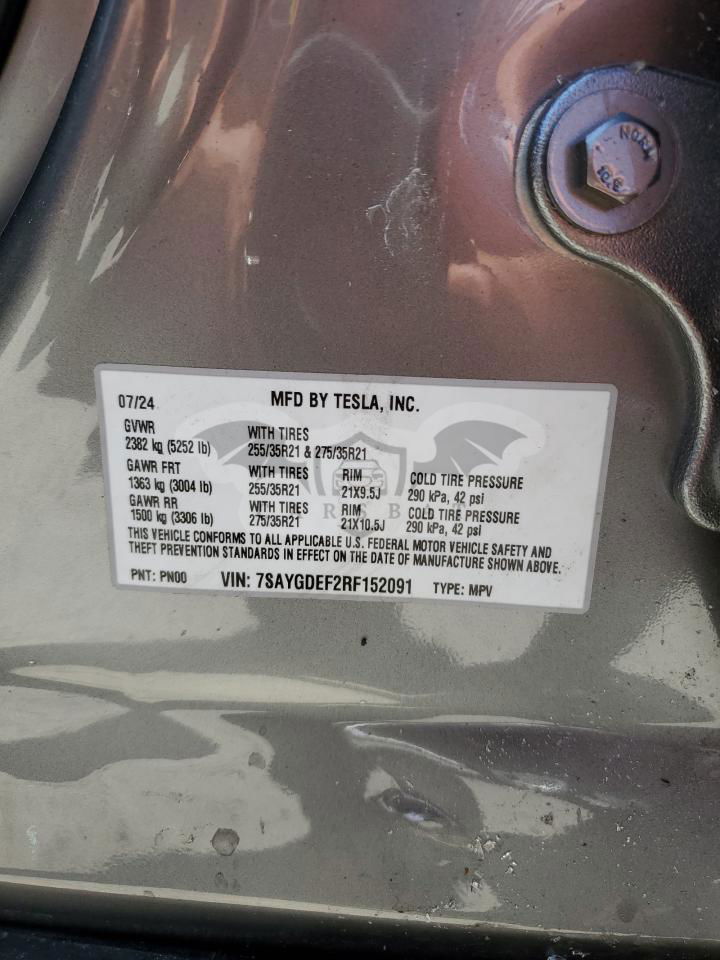 07/24 MFD BY TESLA, INC.
GVWR WITH TIRES
2382 kg (5252 lb) 255/35R21 & 275/35R21
GAWR FRT WITH TIRES RIM COLD TIRE PRESSURE
1363 kg (3004 lb) 255/35R21 21X9.5J 290 kPa, 42 psi
GAWR RR WITH TIRES RIM COLD TIRE PRESSURE
1500 kg (3306 lb) 275/35R21 21X10.5J 290 kPa, 42 psi
THIS VEHICLE CONFORMS TO ALL APPLICABLE U.S. FEDERAL MOTOR VEHICLE SAFETY AND
THEFT PREVENTION STANDARDS IN EFFECT ON THE DATE OF MANUFACTURE SHOWN ABOVE.
PNT: PN00 VIN: 7SAYGDEF2RF152091 TYPE: MPV